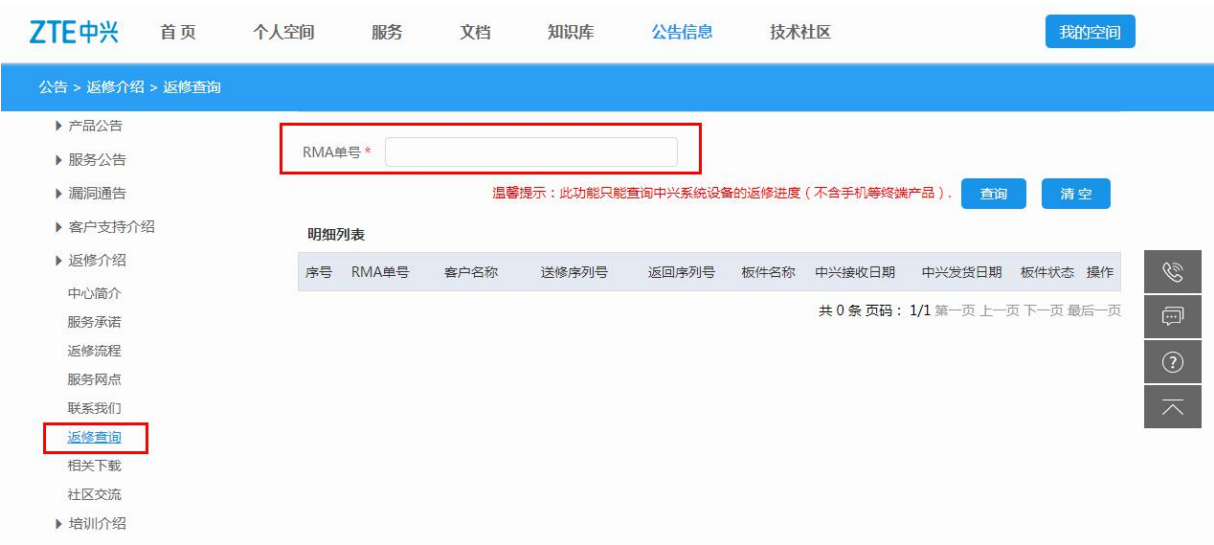 ZTE中兴 首页 个人空间 服务 文档 知识库 公告信息 技术社区 我的空间
公告 > 返修介绍 > 返修查询
产品公告
服务公告
漏洞通告
客户支持介绍
返修介绍
中心简介
服务承诺
返修流程
服务网点
联系我们
返修查询
相关下载
社区交流
培训介绍
RMA单号 *
温馨提示：此功能只能查询中兴系统设备的返修进度（不含手机等终端产品）. 查询 清空
明细列表
序号 RMA单号 客户名称 送修序列号 返回序列号 板件名称 中兴接收日期 中兴发货日期 板件状态 操作
共 0 条 页码： 1/1 第一页 上一页 下一页 最后一页